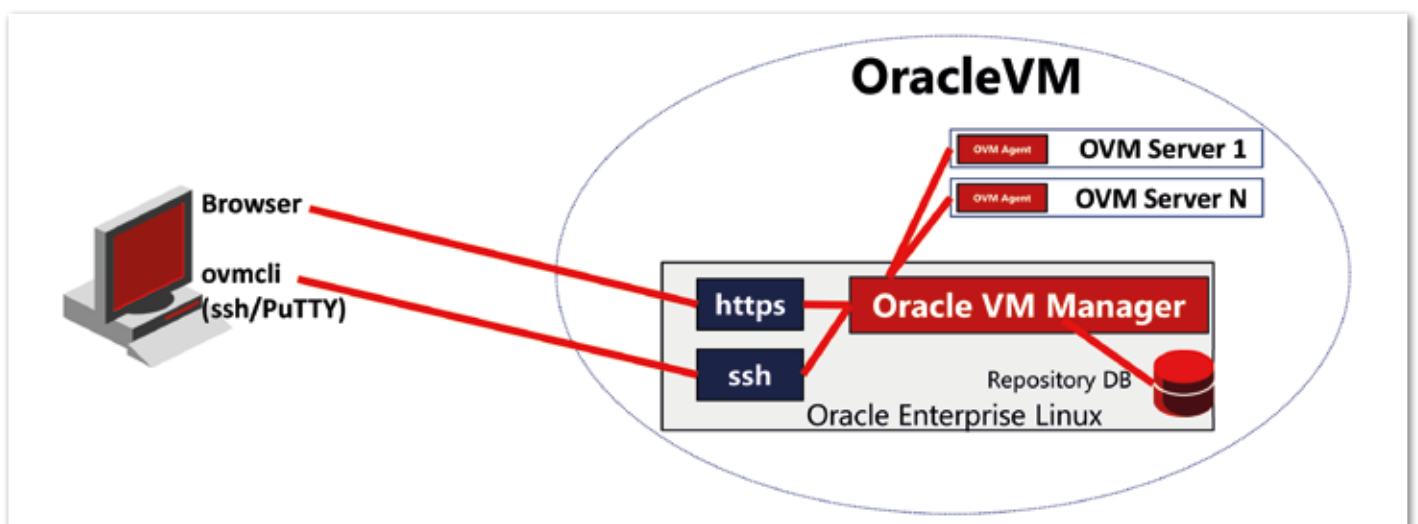 OracleVM
OVM Agent OVM Server 1
OVM Agent OVM Server N
Browser
ovmcli
(ssh/PuTTY)
https
Oracle VM Manager
ssh
Repository DB
Oracle Enterprise Linux